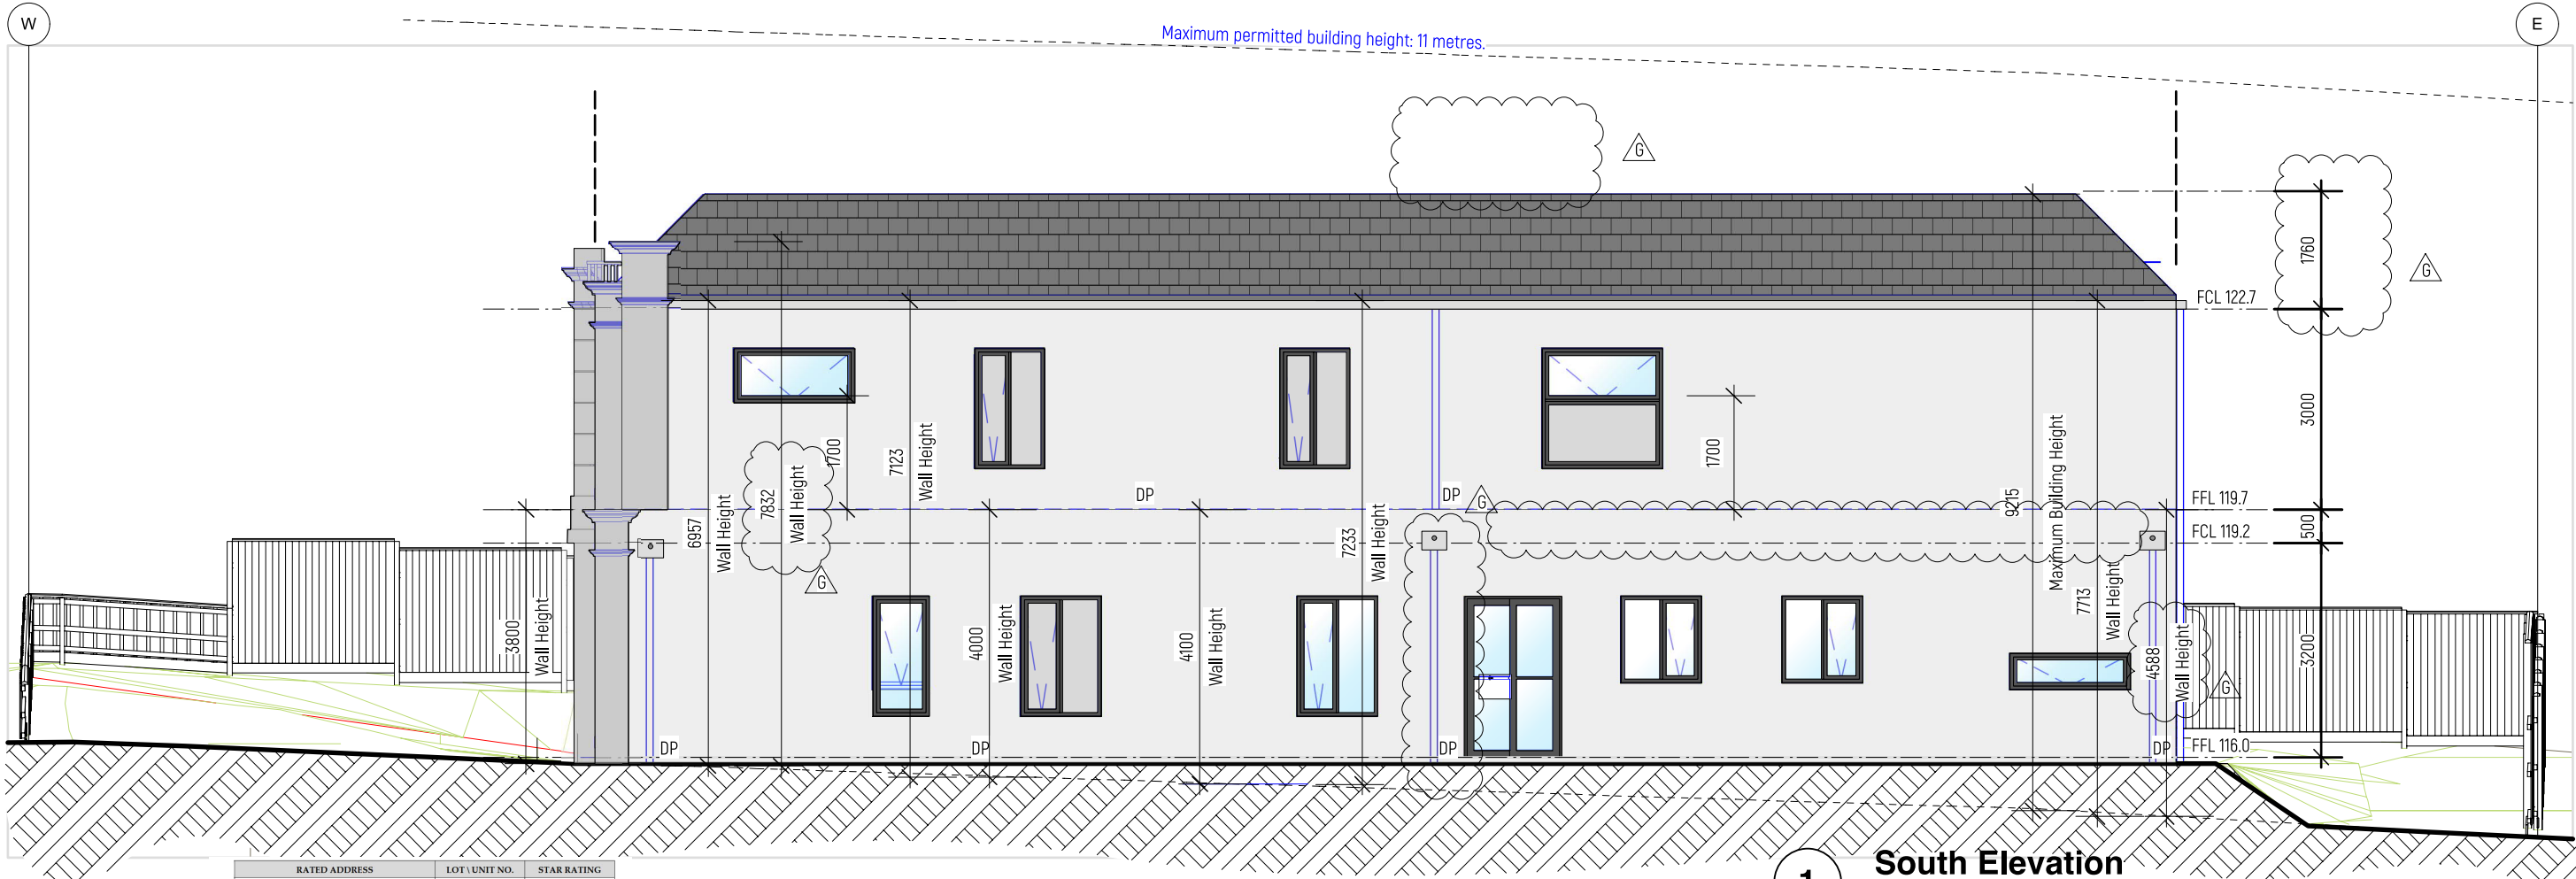 W
E
Maximum permitted building height: 11 metres.
G
G
1760
FCL 122.7
3000
1700
7123
Wall Height
7832
Wall Height
6957
Wall Height
1700
9215
Maximum Building Height
DP
DP
G
FFL 119.7
500
FCL 119.2
7233
Wall Height
G
3800
Wall Height
4000
Wall Height
4100
Wall Height
7713
Wall Height
4588
Wall Height
G
3200
DP
DP
DP
DP
FFL 116.0
1
South Elevation
RATED ADDRESS LOT \ UNIT NO. STAR RATING